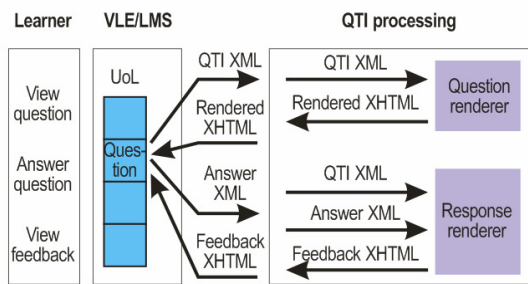 Learner
VLE/LMS
QTI processing
View
question
Answer
question
View
feedback
UoL
Ques-
tion
QTI XML
Rendered
XHTML
Answer
XML
Feedback
XHTML
QTI XML
Rendered XHTML
Question
renderer
QTI XML
Answer XML
Feedback XHTML
Response
renderer